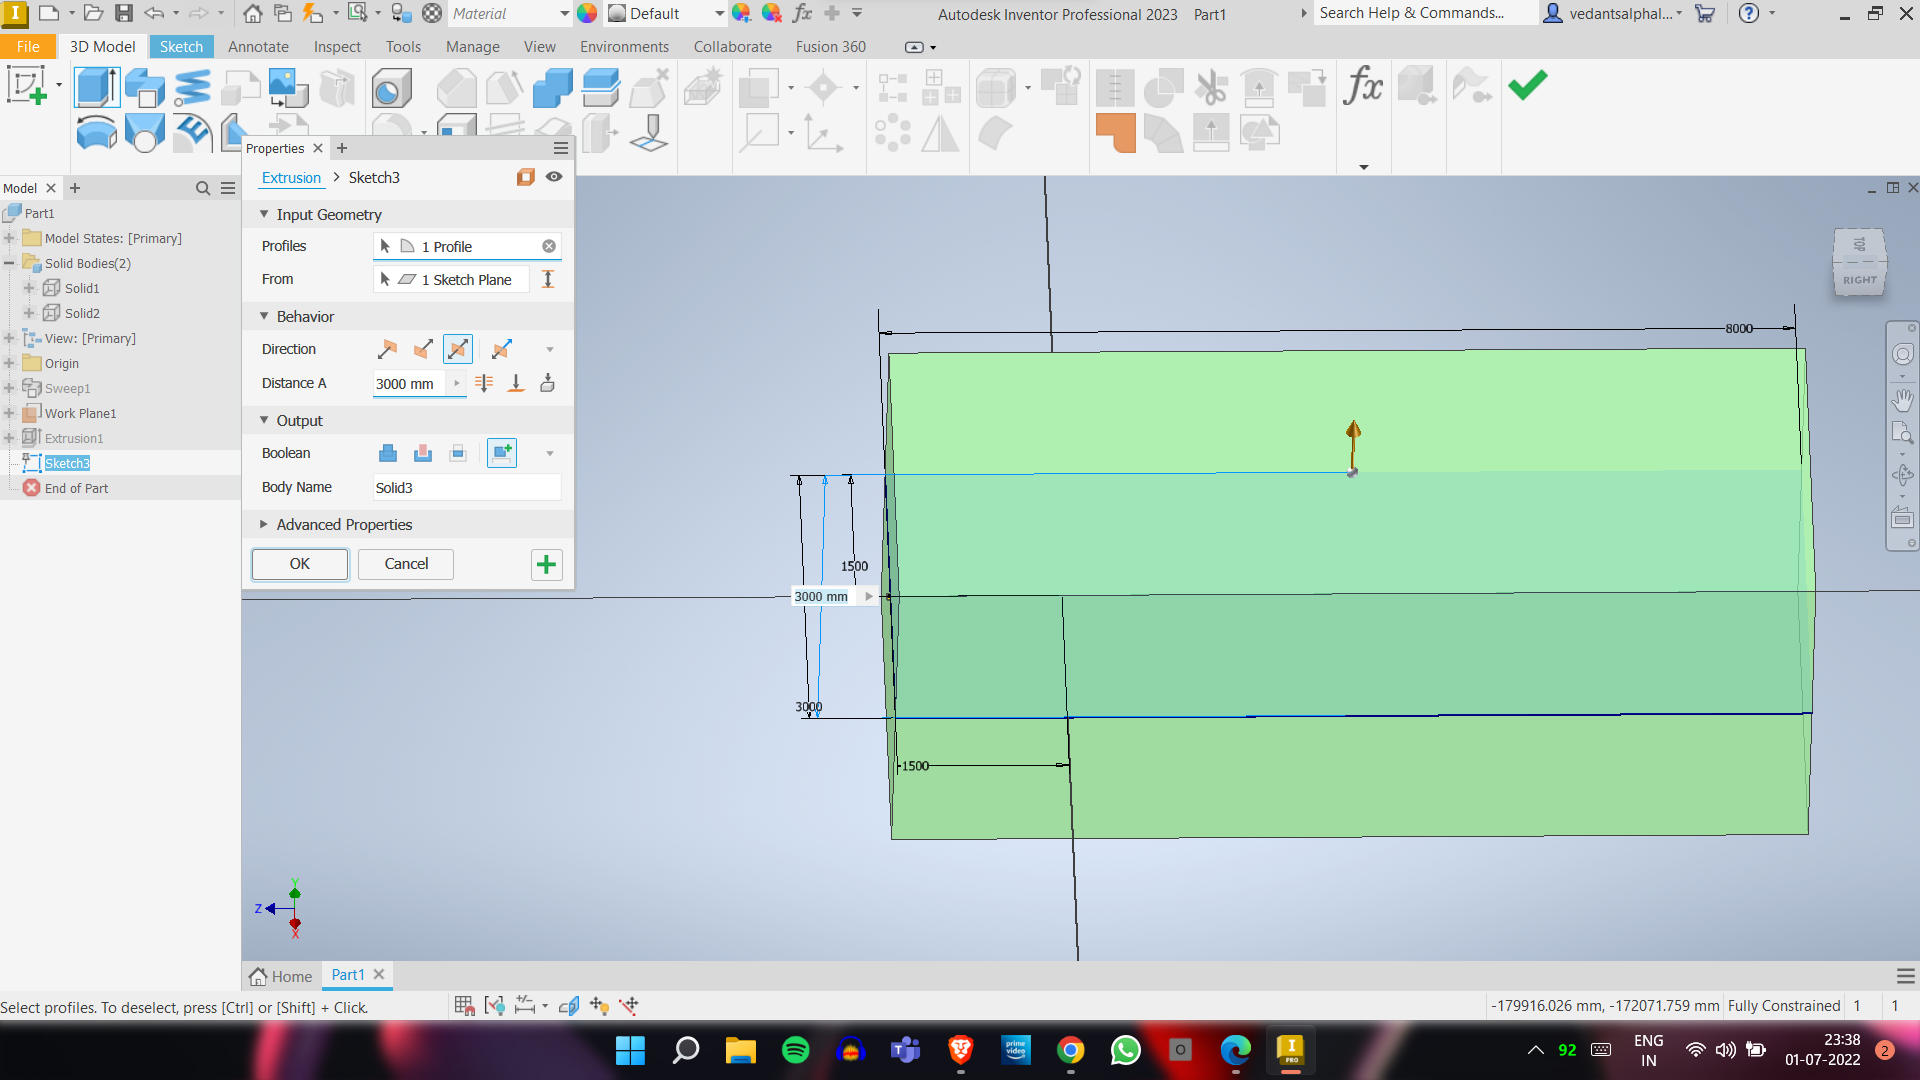 Material
Default
Autodesk Inventor Professional 2023 Part1
Search Help & Commands...
vedantsalphal...
File 3D Model Sketch Annotate Inspect Tools Manage View Environments Collaborate Fusion 360
fx
Properties
Extrusion > Sketch3
Input Geometry
Profiles 1 Profile
From 1 Sketch Plane
Behavior
Direction
Distance A 3000 mm
Output
Boolean
Body Name Solid3
Advanced Properties
OK Cancel
Model
Part1
Model States: [Primary]
Solid Bodies(2)
Solid1
Solid2
View: [Primary]
Origin
Sweep1
Work Plane1
Extrusion1
Sketch3
End of Part
TOP
RIGHT
8000
1500
3000 mm
3000
1500
Y
Z
X
Home Part1
Select profiles. To deselect, press [Ctrl] or [Shift] + Click.
-179916.026 mm, -172071.759 mm Fully Constrained 1 1
prime video
I PRO
92
ENG
IN
23:38
01-07-2022
2